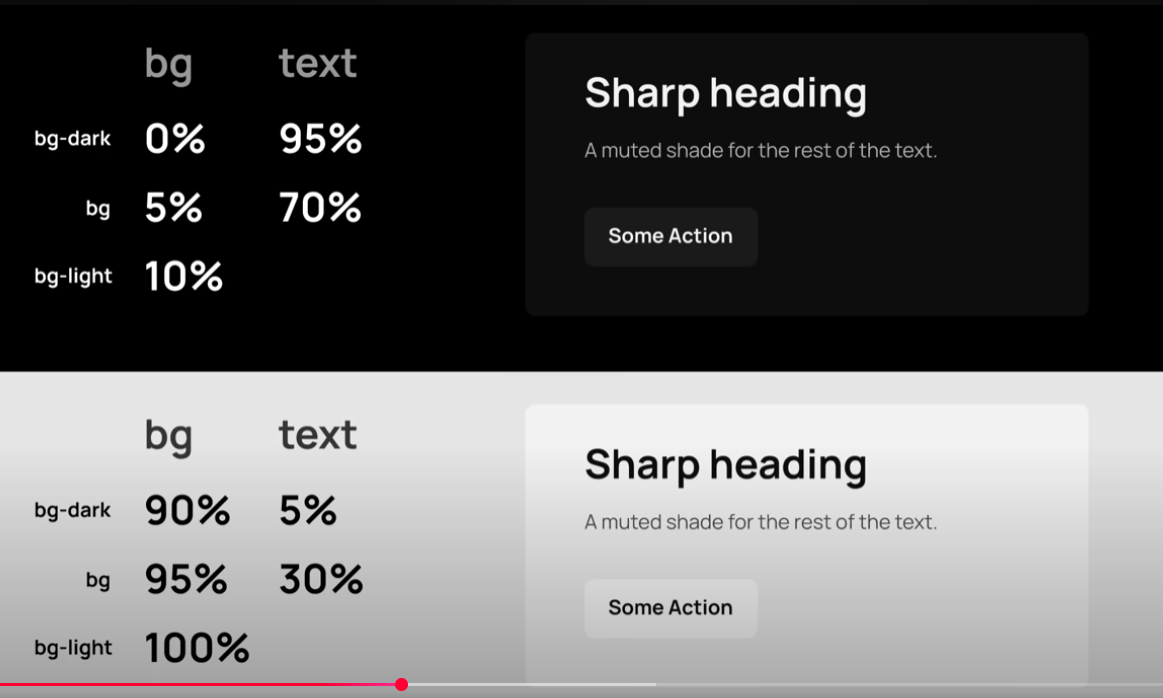 bg text
bg-dark 0% 95%
bg 5% 70%
bg-light 10%
Sharp heading
A muted shade for the rest of the text.
Some Action
bg text
bg-dark 90% 5%
bg 95% 30%
bg-light 100%
Sharp heading
A muted shade for the rest of the text.
Some Action